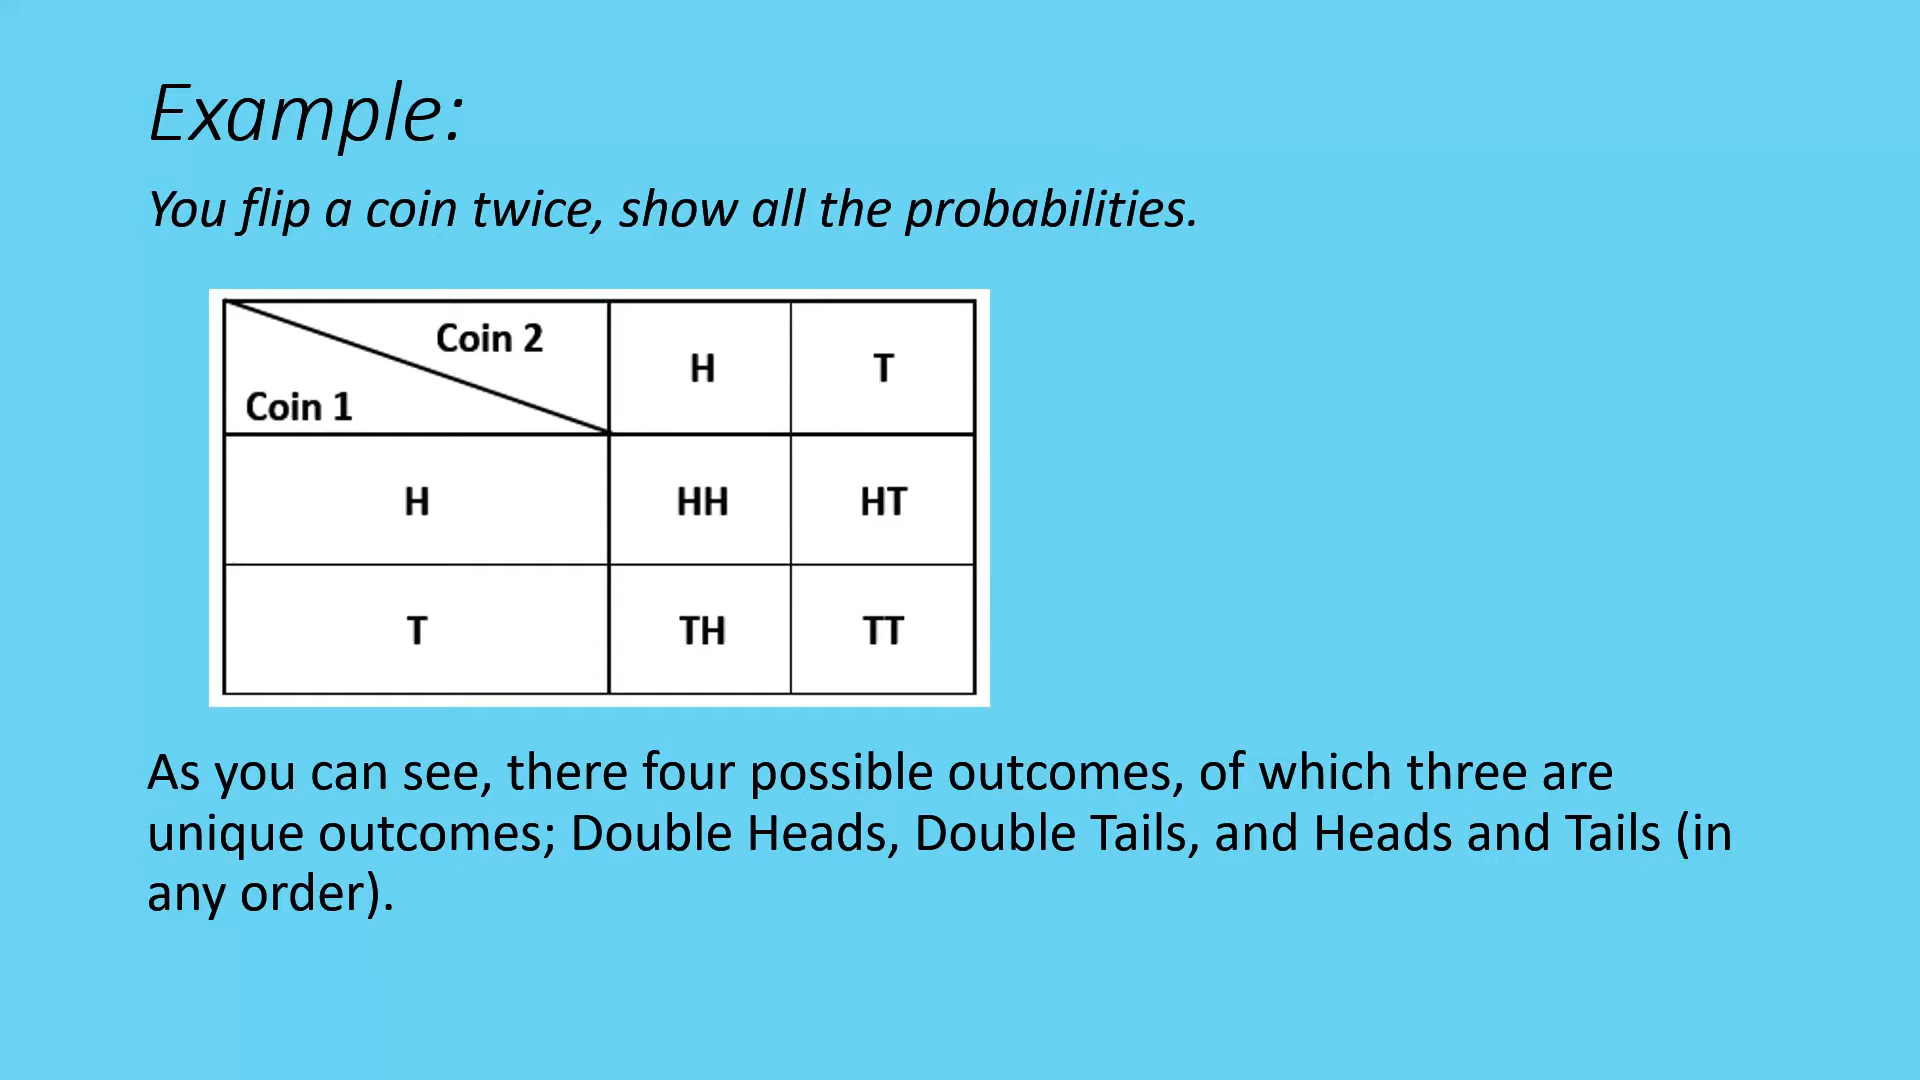 Example:
You flip a coin twice, show all the probabilities.
Coin 2
Coin 1
H
T
H
HH
HT
T
TH
TT
As you can see, there four possible outcomes, of which three are
unique outcomes; Double Heads, Double Tails, and Heads and Tails (in
any order).